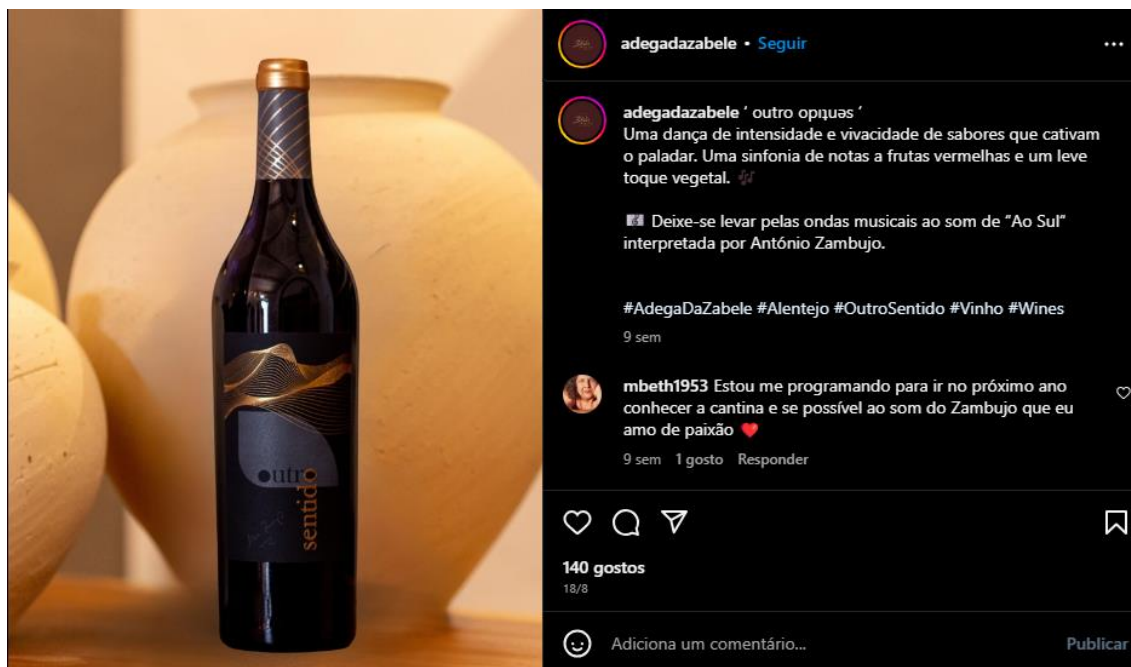 outro
sentido
adegadazabele • Seguir
adegadazabele ‘ outro opᴉʇuǝs ’
Uma dança de intensidade e vivacidade de sabores que cativam
o paladar. Uma sinfonia de notas a frutas vermelhas e um leve
toque vegetal. 🎶
🎼 Deixe-se levar pelas ondas musicais ao som de “Ao Sul”
interpretada por António Zambujo.
#AdegaDaZabele #Alentejo #OutroSentido #Vinho #Wines
9 sem
mbeth1953 Estou me programando para ir no próximo ano
conhecer a cantina e se possível ao som do Zambujo que eu
amo de paixão ❤️
9 sem 1 gosto Responder
140 gostos
18/8
Adiciona um comentário... Publicar